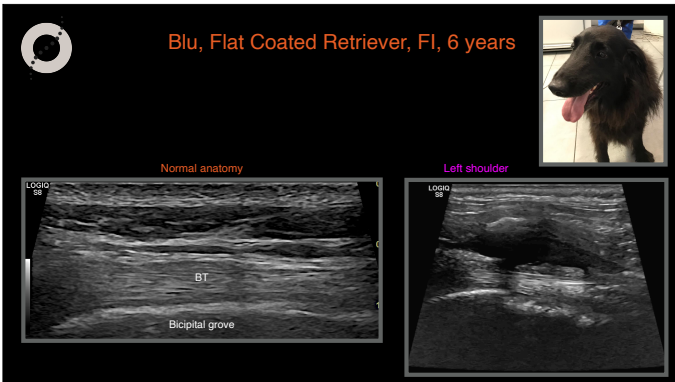 Blu, Flat Coated Retriever, FI, 6 years
Normal anatomy
Left shoulder
LOGIQ
S8
BT
Bicipital grove
LOGIQ
S8